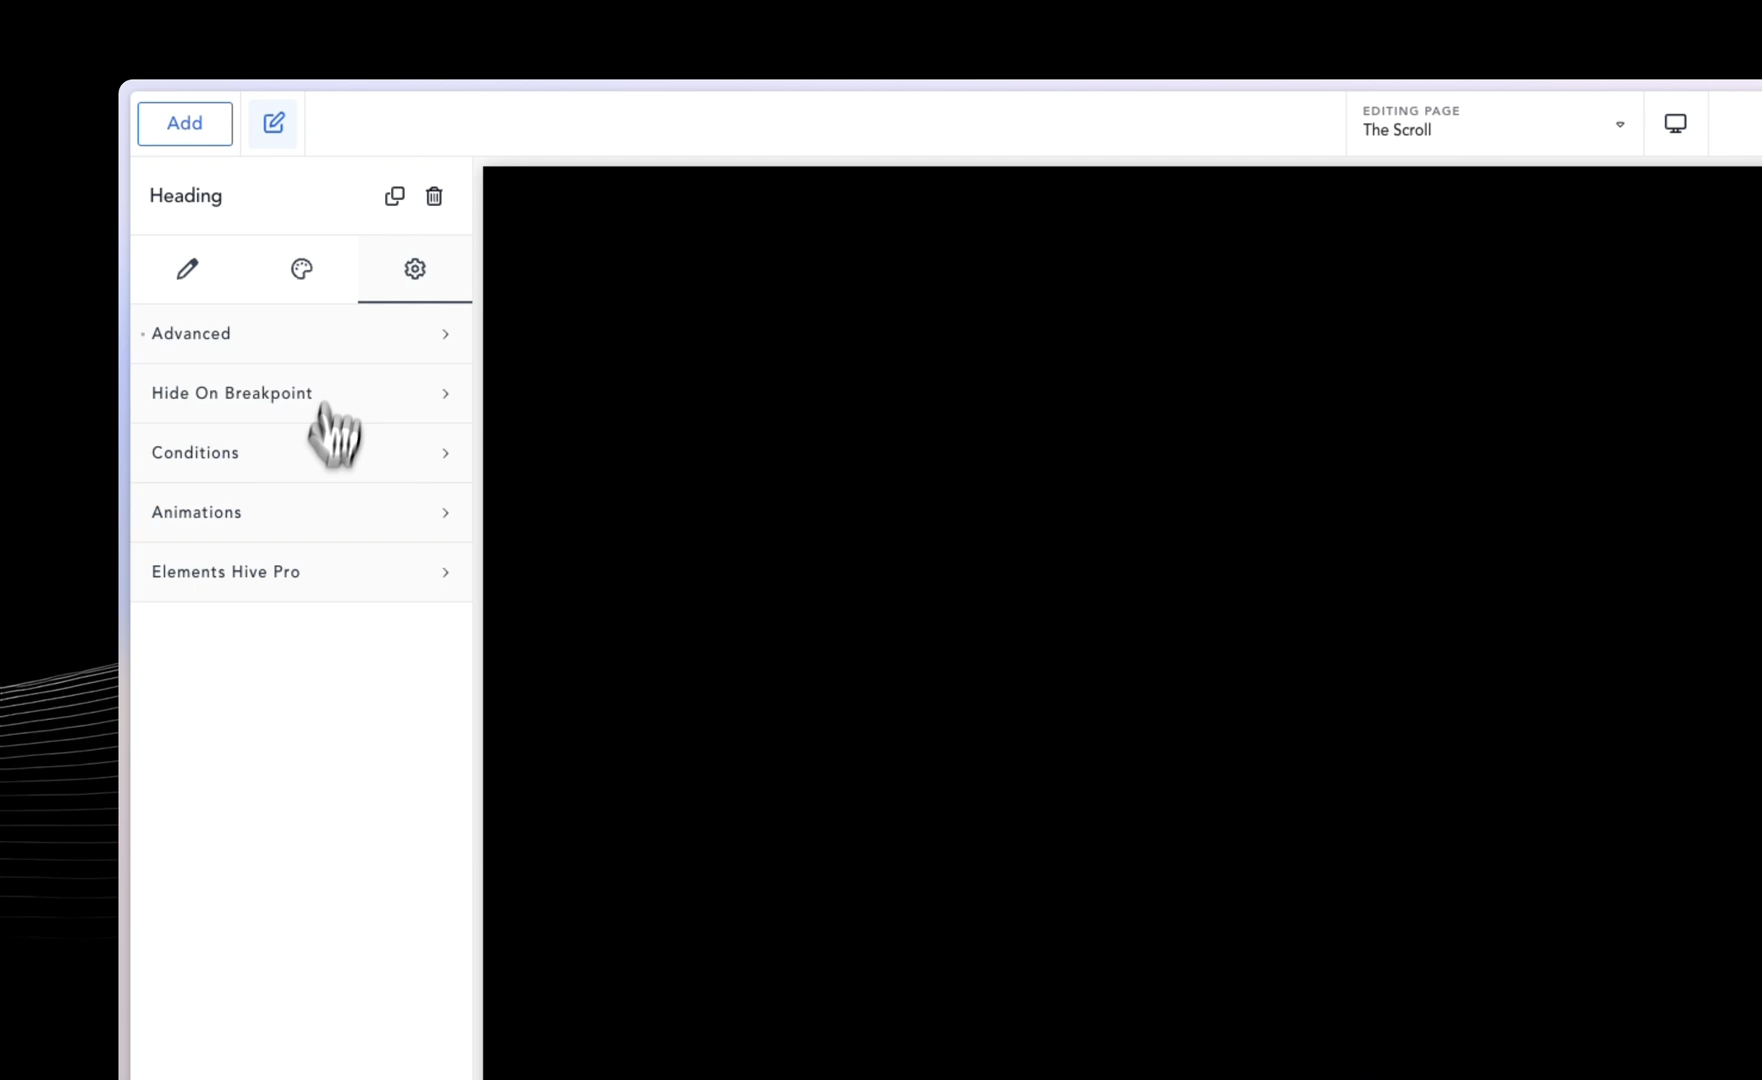 Add
EDITING PAGE
The Scroll
Heading
Advanced
Hide On Breakpoint
Conditions
Animations
Elements Hive Pro